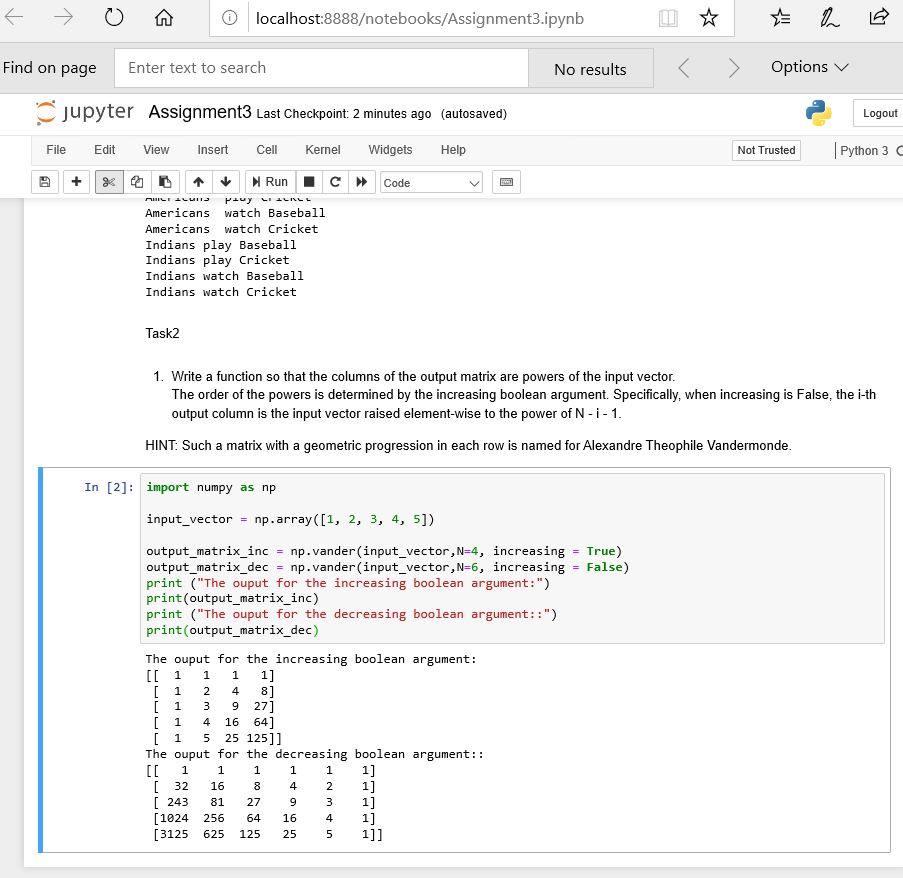 localhost:8888/notebooks/Assignment3.ipynb
Find on page Enter text to search No results Options
jupyter Assignment3 Last Checkpoint: 2 minutes ago (autosaved) Logout
File Edit View Insert Cell Kernel Widgets Help Not Trusted Python 3
Run Code
Americans play Cricket
Americans  watch Baseball
Americans  watch Cricket
Indians play Baseball
Indians play Cricket
Indians watch Baseball
Indians watch Cricket
Task2
1. Write a function so that the columns of the output matrix are powers of the input vector.
The order of the powers is determined by the increasing boolean argument. Specifically, when increasing is False, the i-th
output column is the input vector raised element-wise to the power of N - i - 1.
HINT: Such a matrix with a geometric progression in each row is named for Alexandre Theophile Vandermonde.
In [2]: import numpy as np
input_vector = np.array([1, 2, 3, 4, 5])
output_matrix_inc = np.vander(input_vector,N=4, increasing = True)
output_matrix_dec = np.vander(input_vector,N=6, increasing = False)
print ("The ouput for the increasing boolean argument:")
print(output_matrix_inc)
print ("The ouput for the decreasing boolean argument::")
print(output_matrix_dec)
The ouput for the increasing boolean argument:
[[  1   1   1   1]
 [  1   2   4   8]
 [  1   3   9  27]
 [  1   4  16  64]
 [  1   5  25 125]]
The ouput for the decreasing boolean argument::
[[   1    1    1    1    1    1]
 [  32   16    8    4    2    1]
 [ 243   81   27    9    3    1]
 [1024  256   64   16    4    1]
 [3125  625  125   25    5    1]]